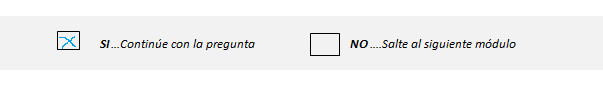 SI...Continúe con la pregunta NO ....Salte al siguiente módulo